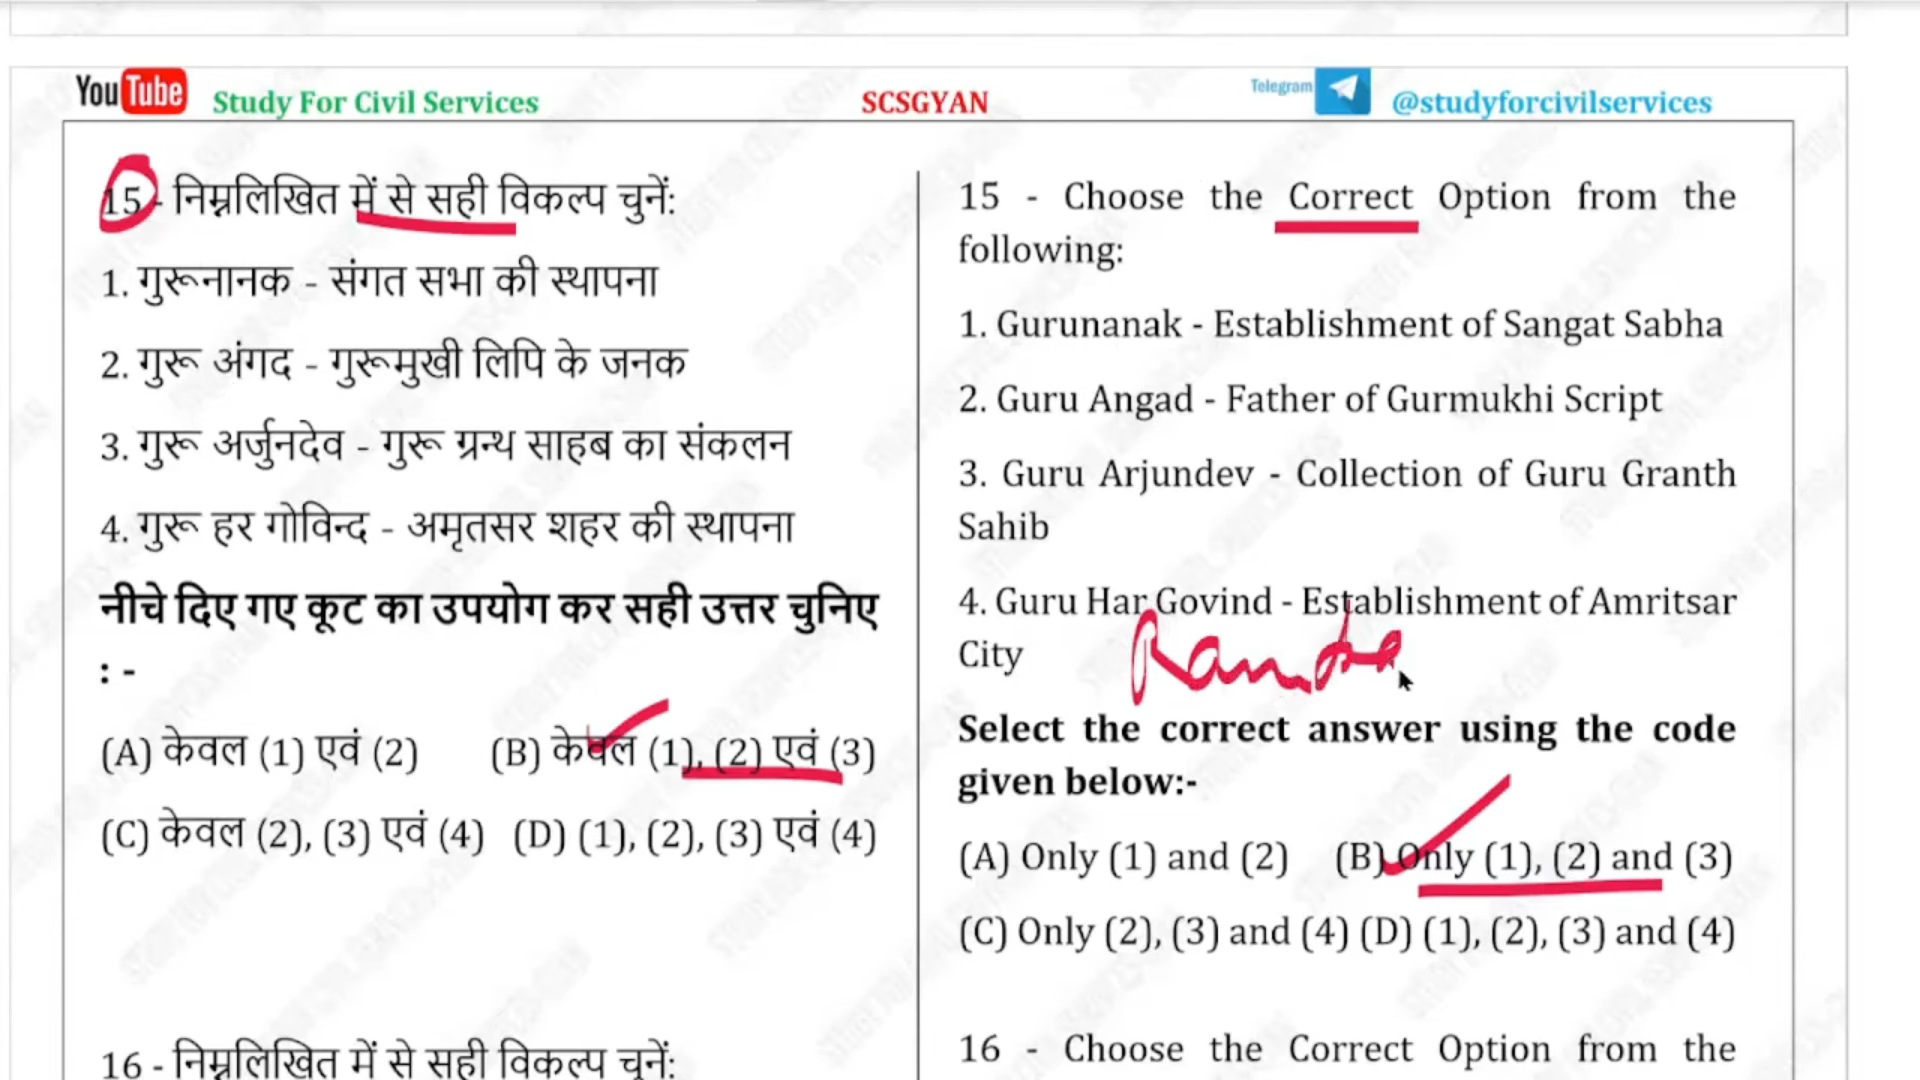 YouTube Study For Civil Services SCSGYAN Telegram @studyforcivilservices
15 - निम्नलिखित में से सही विकल्प चुनें:
1. गुरूनानक - संगत सभा की स्थापना
2. गुरू अंगद - गुरूमुखी लिपि के जनक
3. गुरू अर्जुनदेव - गुरू ग्रन्थ साहब का संकलन
4. गुरू हर गोविन्द - अमृतसर शहर की स्थापना
नीचे दिए गए कूट का उपयोग कर सही उत्तर चुनिए
: -
(A) केवल (1) एवं (2) (B) केवल (1), (2) एवं (3)
(C) केवल (2), (3) एवं (4) (D) (1), (2), (3) एवं (4)
16 - निम्नलिखित में से सही विकल्प चुनें:
15 - Choose the Correct Option from the
following:
1. Gurunanak - Establishment of Sangat Sabha
2. Guru Angad - Father of Gurmukhi Script
3. Guru Arjundev - Collection of Guru Granth
Sahib
4. Guru Har Govind - Establishment of Amritsar
City
Select the correct answer using the code
given below:-
(A) Only (1) and (2) (B) Only (1), (2) and (3)
(C) Only (2), (3) and (4) (D) (1), (2), (3) and (4)
16 - Choose the Correct Option from the